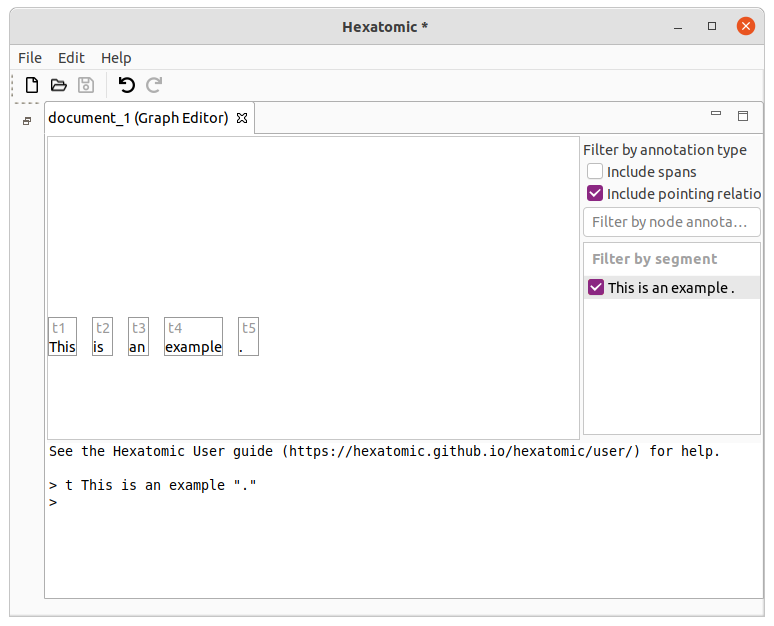 Hexatomic *
File Edit Help
document_1 (Graph Editor)
Filter by annotation type
Include spans
Include pointing relatio
Filter by node annota...
Filter by segment
This is an example .
t1 t2 t3 t4 t5
This is an example .
See the Hexatomic User guide (https://hexatomic.github.io/hexatomic/user/) for help.
> t This is an example "."
>